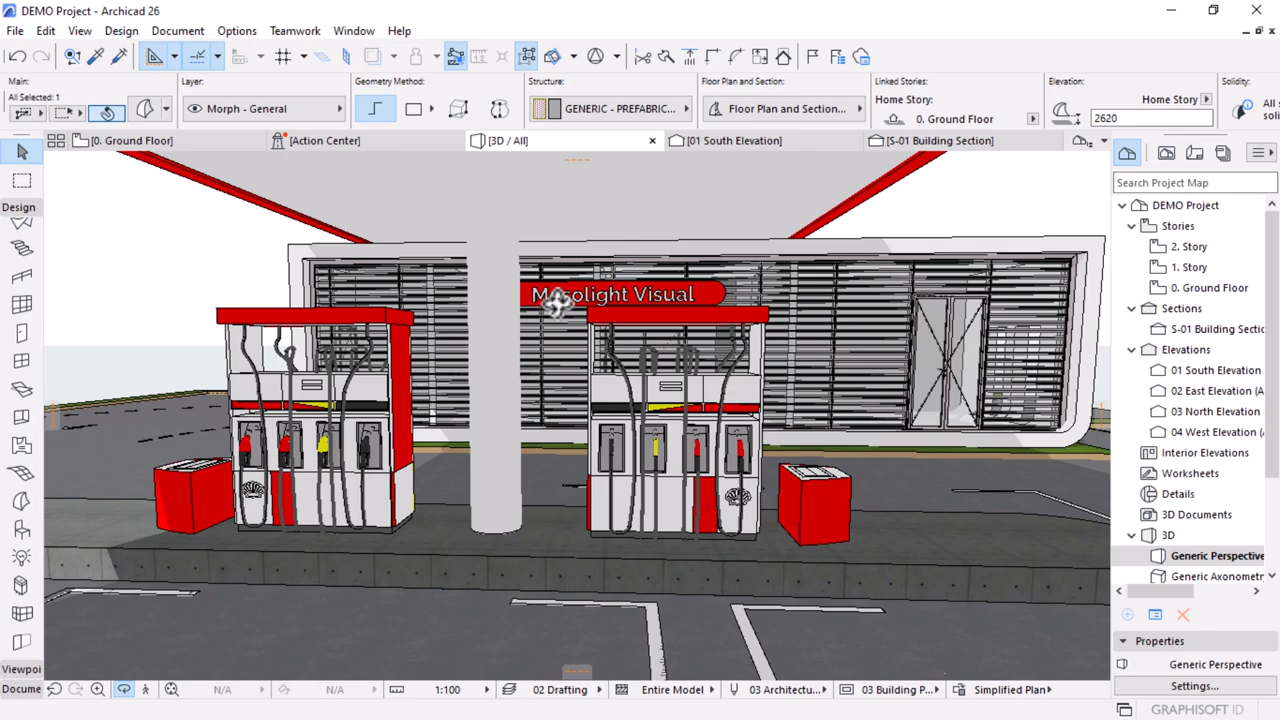 DEMO Project - Archicad 26
File Edit View Design Document Options Teamwork Window Help
Main: Layer: Geometry Method: Structure: Floor Plan and Section: Linked Stories: Elevation: Solidity:
All Selected: 1 Morph - General GENERIC - PREFABRIC... Floor Plan and Section... Home Story: Home Story All s
0. Ground Floor 2620 soli
[0. Ground Floor] [Action Center] [3D / All] [01 South Elevation] [S-01 Building Section]
Search Project Map
Design
DEMO Project
Stories
2. Story
1. Story
0. Ground Floor
Sections
S-01 Building Sectic
Elevations
01 South Elevation
02 East Elevation (A
03 North Elevation
04 West Elevation (A
Interior Elevations
Worksheets
Details
3D Documents
3D
Generic Perspective
Generic Axonometr
light Visual
Properties
Generic Perspective
Settings...
Viewpoi
Docume N/A N/A 1:100 02 Drafting Entire Model 03 Architectu... 03 Building P... Simplified Plan
GRAPHISOFT ID